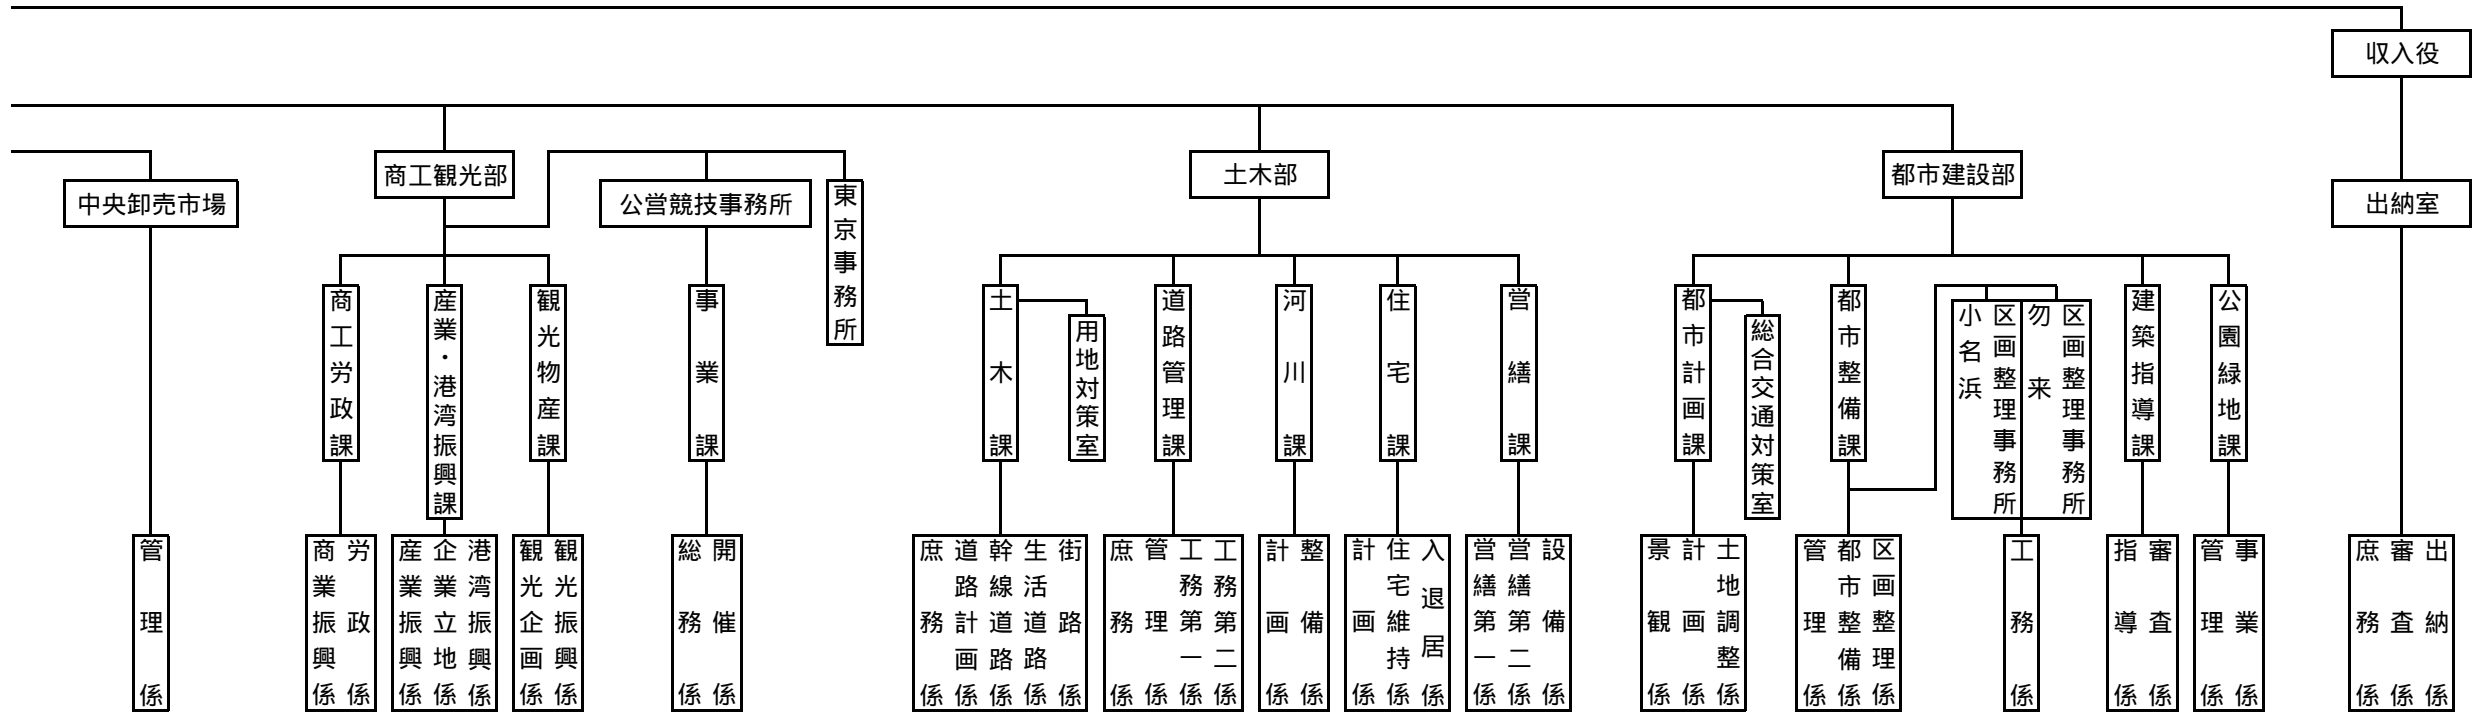 収入役
商工観光部
土木部
都市建設部
中央卸売市場
公営競技事務所
東京事務所
出納室
商工労政課
産業・港湾振興課
観光物産課
事業課
土木課
用地対策室
道路管理課
河川課
住宅課
営繕課
都市計画課
総合交通対策室
都市整備課
小名浜
区画整理事務所
勿来
区画整理事務所
建築指導課
公園緑地課
管理係
商業振興係
労政係
産業振興係
企業立地係
港湾振興係
観光企画係
観光振興係
総務係
開催係
庶務係
道路計画係
幹線道路係
生活道路係
街路係
庶務係
管理係
工務第一係
工務第二係
計画係
整備係
計画係
住宅維持係
入退居係
営繕第一係
営繕第二係
設備係
景観係
計画係
土地調整係
管理係
都市整備係
区画整理係
工務係
指導係
審査係
管理係
事業係
庶務係
審査係
出納係